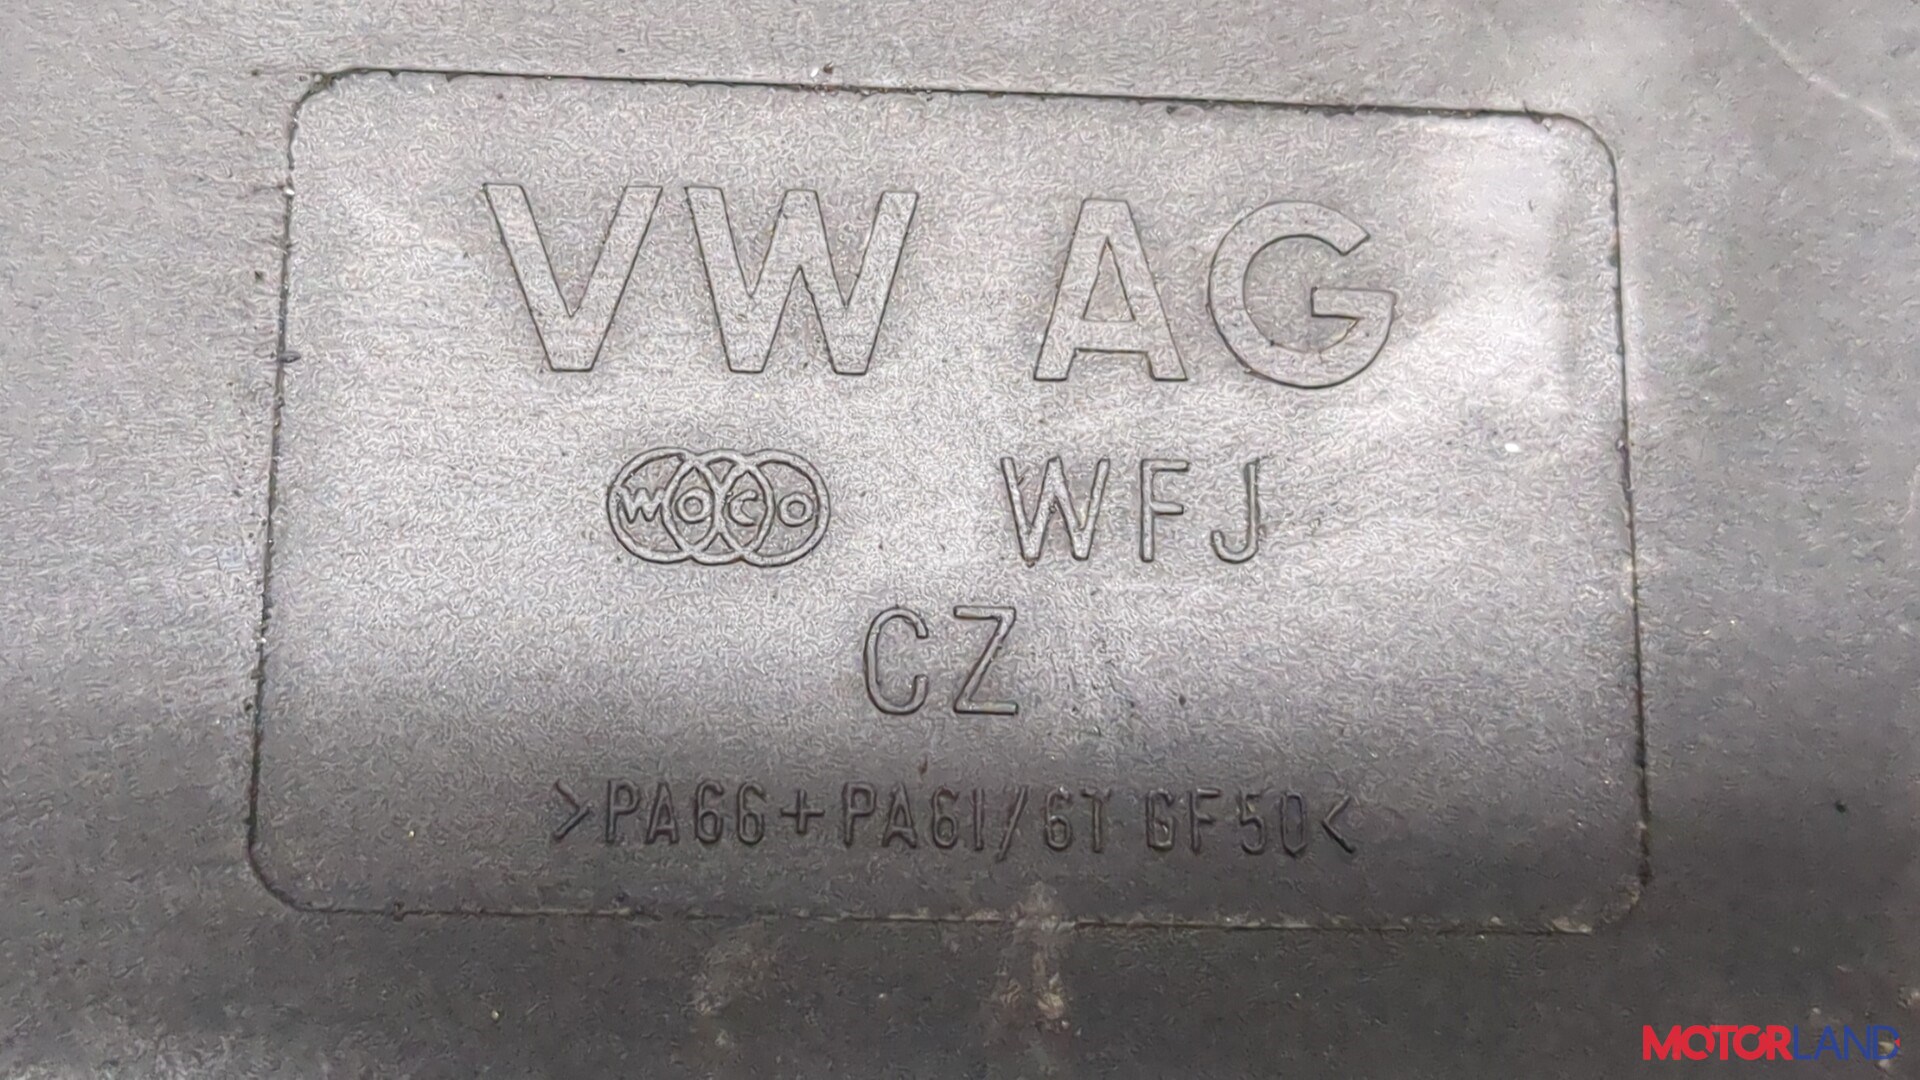 VW AG
WOCO WFJ
CZ
>PA66+PA6I/6T GF50<
MOTORLAND